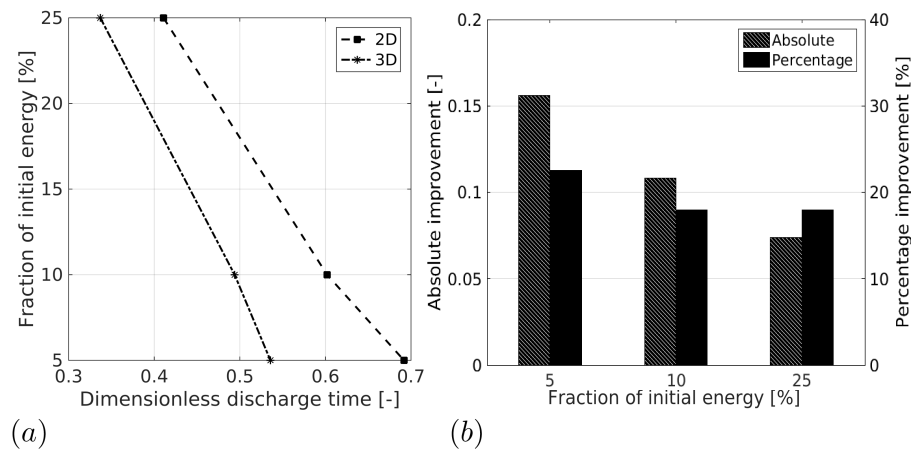 25
20
15
10
5
0.3
0.4
0.5
0.6
0.7
Fraction of initial energy [%]
Dimensionless discharge time [-]
2D
3D
(a)
0.2
0.15
0.1
0.05
0
Absolute improvement [-]
Absolute
Percentage
40
30
20
10
0
Percentage improvement [%]
5
10
25
Fraction of initial energy [%]
(b)